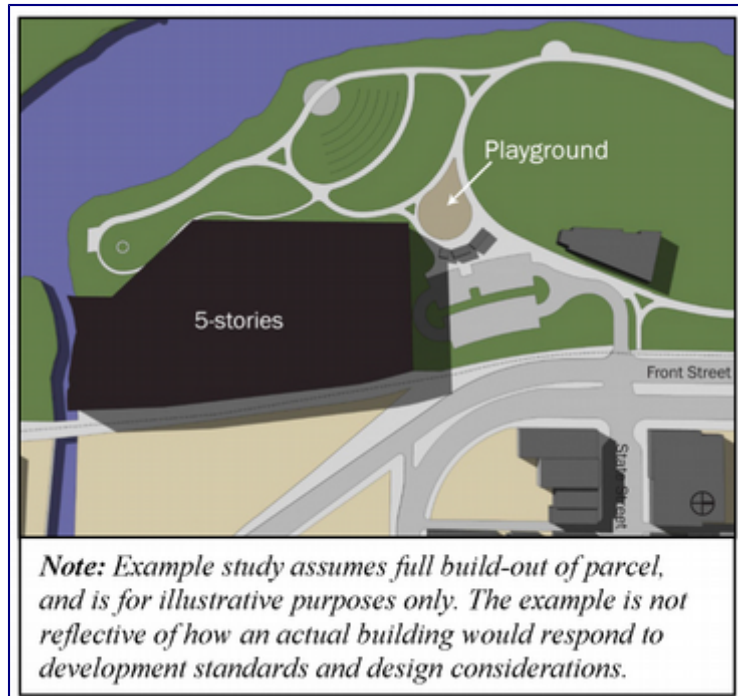 Playground
5-stories
Front Street
State Street
Note: Example study assumes full build-out of parcel,
and is for illustrative purposes only. The example is not
reflective of how an actual building would respond to
development standards and design considerations.